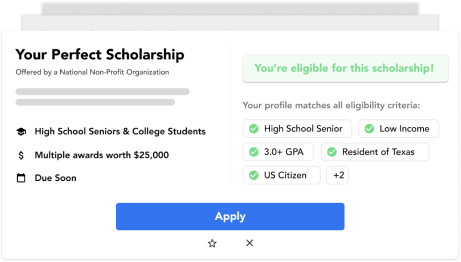 Your Perfect Scholarship
Offered by a National Non-Profit Organization
High School Seniors & College Students
$ Multiple awards worth $25,000
Due Soon
You're eligible for this scholarship!
Your profile matches all eligibility criteria:
High School Senior
Low Income
3.0+ GPA
Resident of Texas
US Citizen
+2
Apply